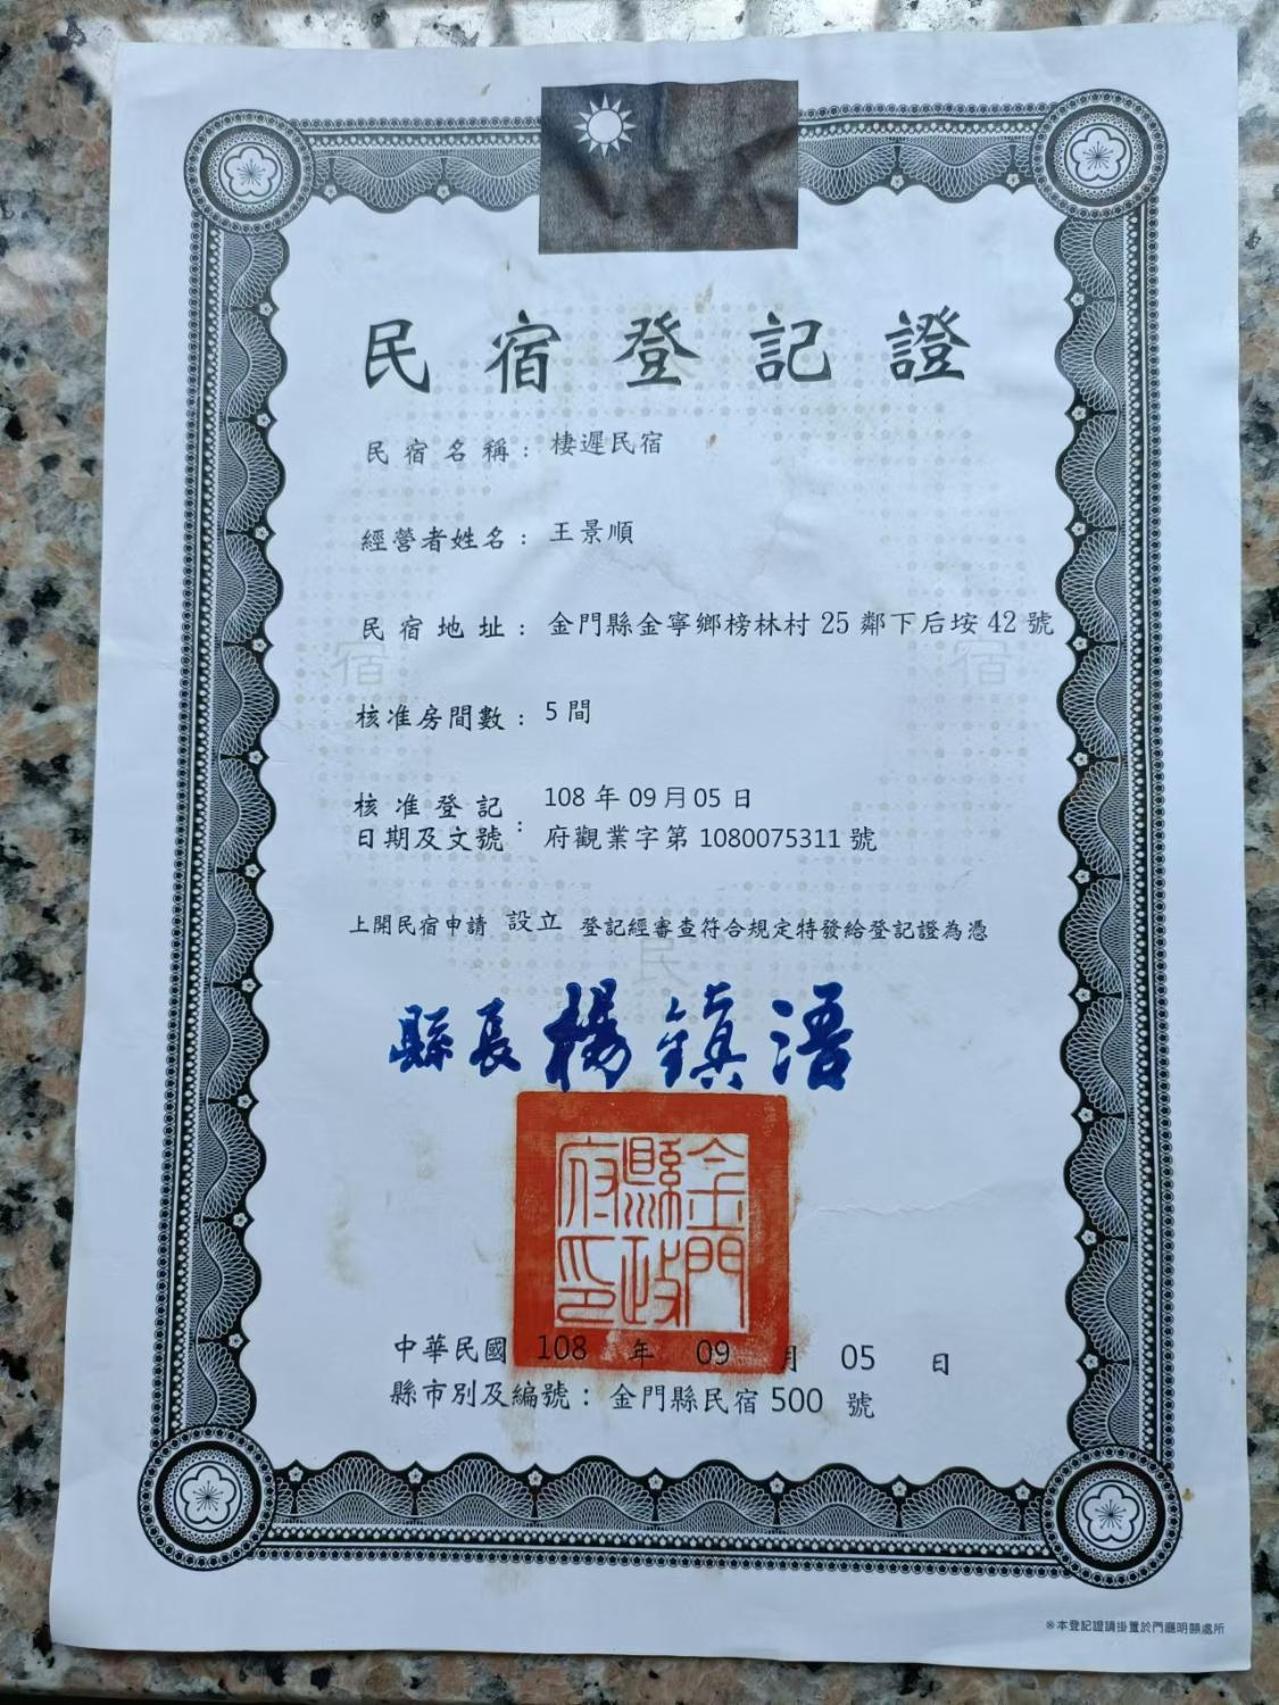 民宿登記證
民宿名稱：棲遲民宿
經營者姓名：王景順
民宿地址：金門縣金寧鄉榜林村25鄰下后垵42號
核准房間數：5間
核准登記日期及文號：108年09月05日
府觀業字第1080075311號
上開民宿申請 設立 登記經審查符合規定特發給登記證為憑
縣長楊鎮浯
金門縣政府印
中華民國 108 年 09 月 05 日
縣市別及編號：金門縣民宿500 號
※本登記證請掛置於門廳明顯處所
宿
宿
民